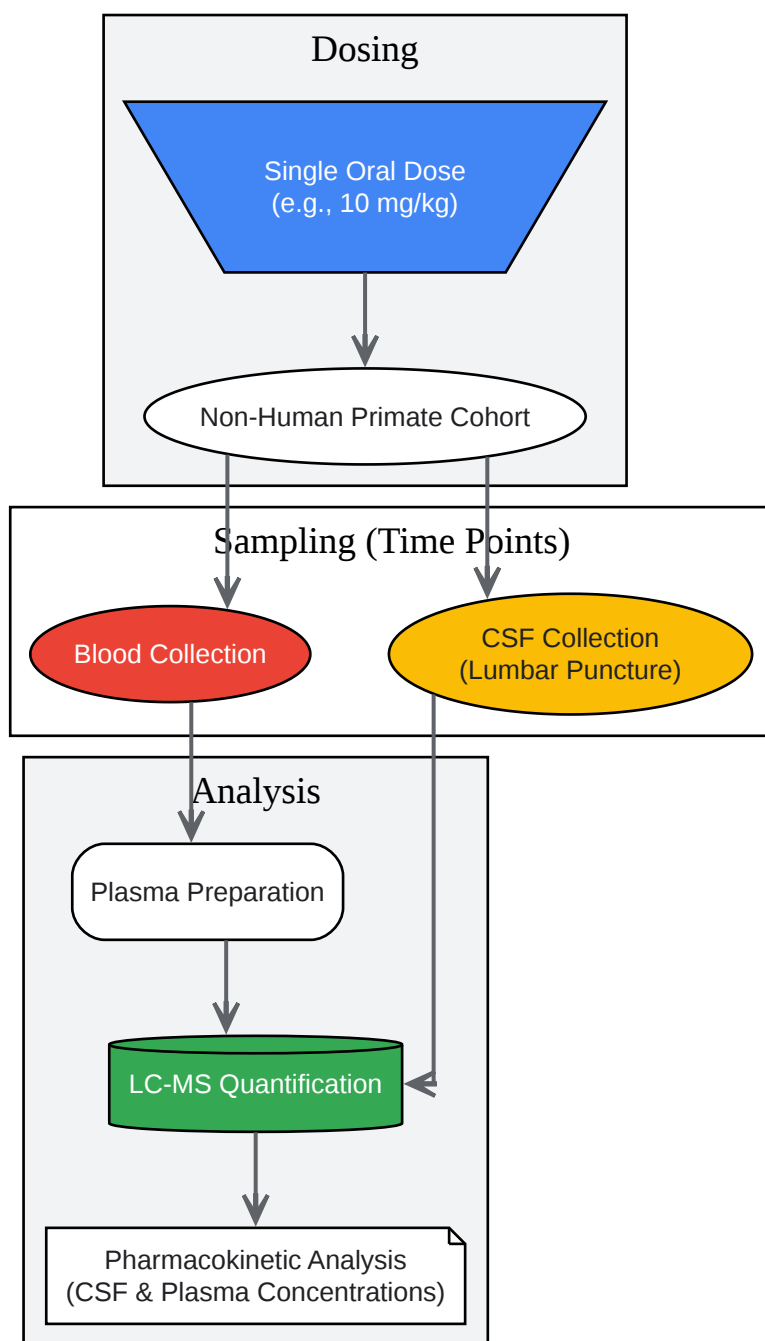 Dosing
Single Oral Dose
(e.g., 10 mg/kg)
Non-Human Primate Cohort
Sampling (Time Points)
Blood Collection
CSF Collection
(Lumbar Puncture)
Analysis
Plasma Preparation
LC-MS Quantification
Pharmacokinetic Analysis
(CSF & Plasma Concentrations)